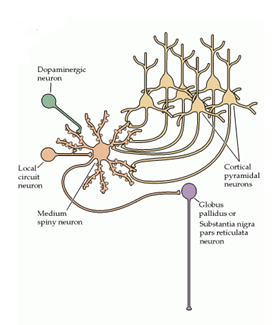 Dopaminergic
neuron
Local
circuit
neuron
Medium
spiny neuron
Cortical
pyramidal
neurons
Globus
pallidus or
Substantia nigra
pars reticulata
neuron